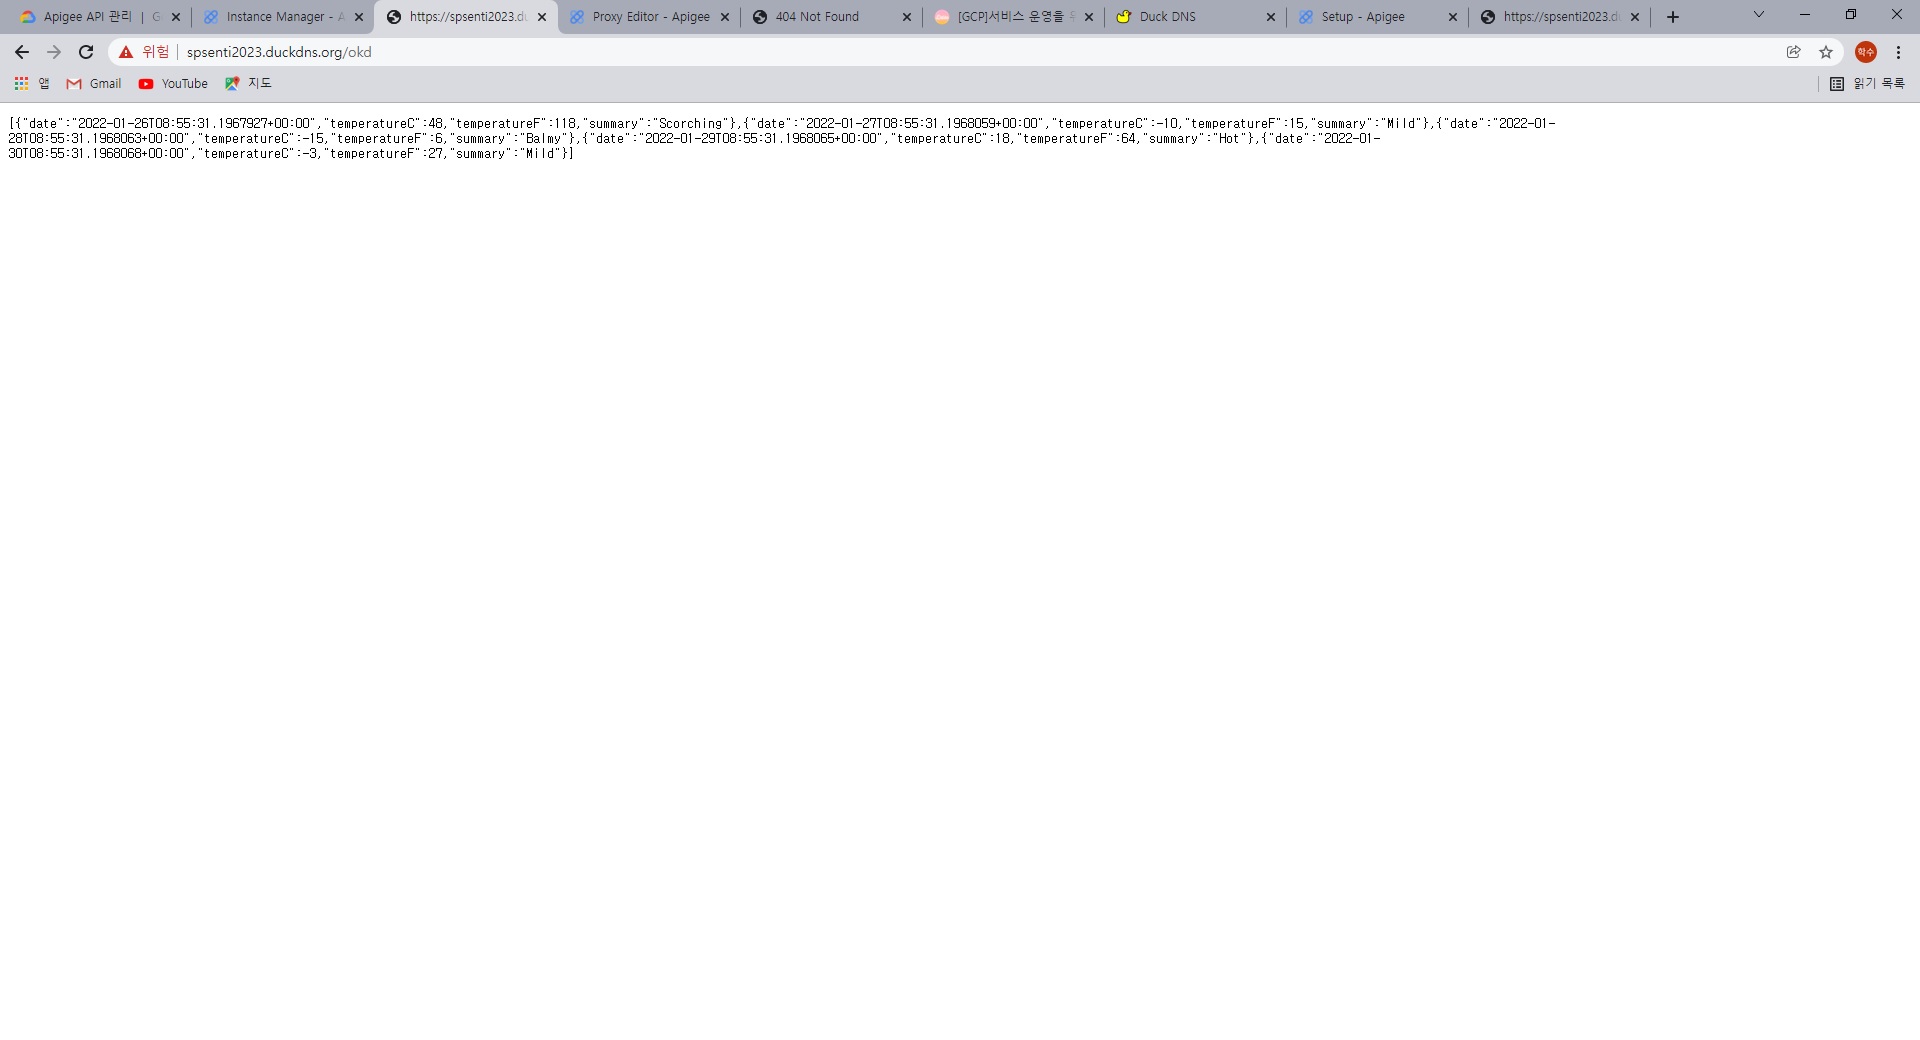 Apigee API 관리 | G
Instance Manager - A
https://spsenti2023.d
Proxy Editor - Apigee
404 Not Found
[GCP]서비스 운영을
Duck DNS
Setup - Apigee
https://spsenti2023.d
위험 | spsenti2023.duckdns.org/okd
학수
앱
Gmail
YouTube
지도
읽기 목록
[{"date":"2022-01-26T08:55:31.1967927+00:00","temperatureC":48,"temperatureF":118,"summary":"Scorching"},{"date":"2022-01-27T08:55:31.1968059+00:00","temperatureC":-10,"temperatureF":15,"summary":"Mild"},{"date":"2022-01-
28T08:55:31.1968063+00:00","temperatureC":-15,"temperatureF":6,"summary":"Balmy"},{"date":"2022-01-29T08:55:31.1968065+00:00","temperatureC":18,"temperatureF":64,"summary":"Hot"},{"date":"2022-01-
30T08:55:31.1968068+00:00","temperatureC":-3,"temperatureF":27,"summary":"Mild"}]